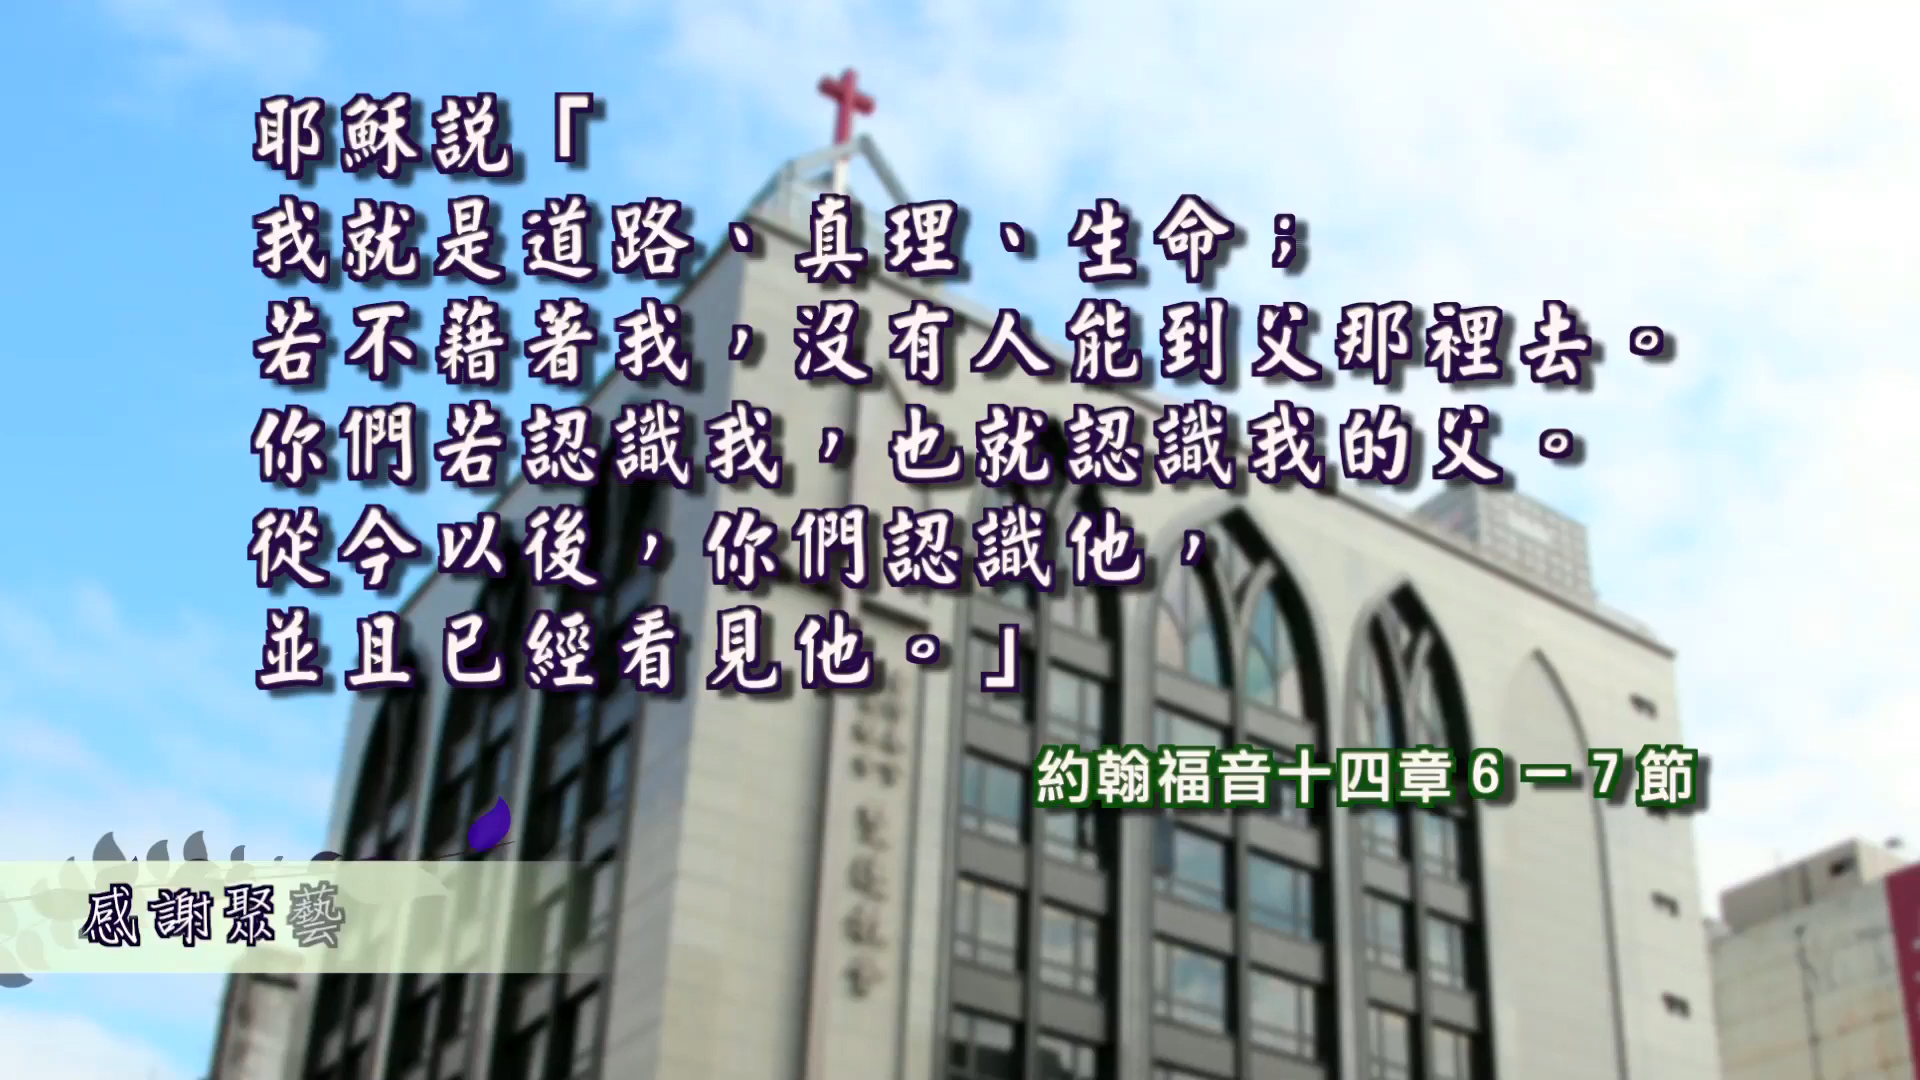 耶穌説「
我就是道路、真理、生命；
若不藉著我，沒有人能到父那裡去。
你們若認識我，也就認識我的父。
從今以後，你們認識他，
並且已經看見他。」
約翰福音十四章６－７節
感謝聚藝